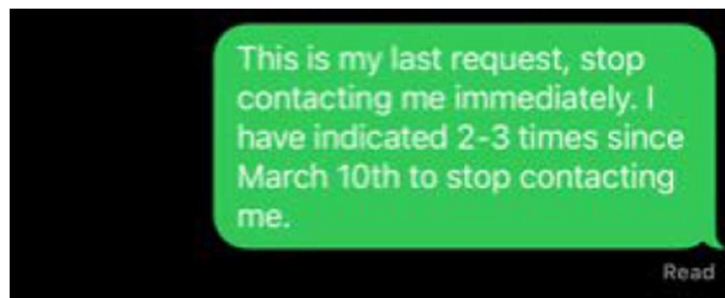 This is my last request, stop
contacting me immediately. I
have indicated 2-3 times since
March 10th to stop contacting
me.
Read